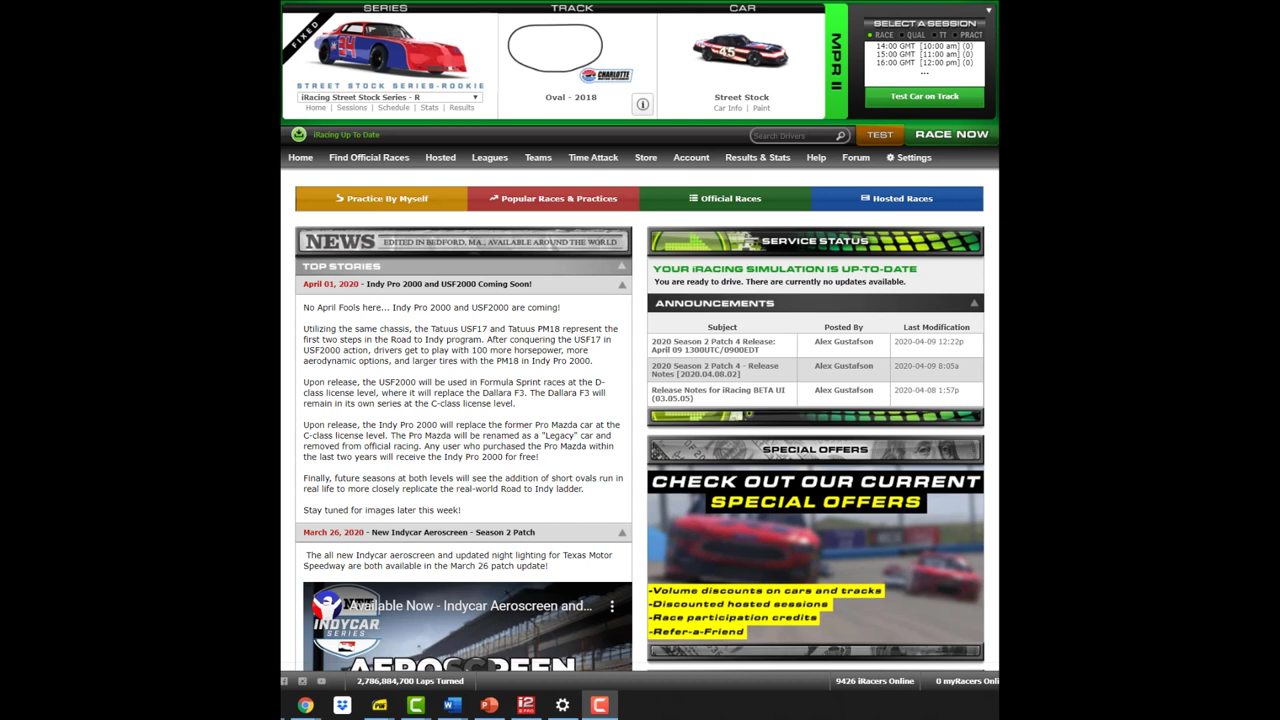 SERIES
TRACK
CAR
FIXED
STREET STOCK SERIES-ROOKIE
iRacing Street Stock Series - R
Home | Sessions | Schedule | Stats | Results
CHARLOTTE
Oval - 2018
45
Street Stock
Car Info | Paint
MPR II
SELECT A SESSION
RACE QUAL TT PRACT
14:00 GMT [10:00 am] (0)
15:00 GMT [11:00 am] (0)
16:00 GMT [12:00 pm] (0)
...
Test Car on Track
iRacing Up To Date
Search Drivers
TEST
RACE NOW
Home Find Official Races Hosted Leagues Teams Time Attack Store Account Results & Stats Help Forum Settings
Practice By Myself
Popular Races & Practices
Official Races
Hosted Races
NEWS EDITED IN BEDFORD, MA., AVAILABLE AROUND THE WORLD
TOP STORIES
April 01, 2020 - Indy Pro 2000 and USF2000 Coming Soon!
No April Fools here... Indy Pro 2000 and USF2000 are coming!
Utilizing the same chassis, the Tatuus USF17 and Tatuus PM18 represent the
first two steps in the Road to Indy program. After conquering the USF17 in
USF2000 action, drivers get to play with 100 more horsepower, more
aerodynamic options, and larger tires with the PM18 in Indy Pro 2000.
Upon release, the USF2000 will be used in Formula Sprint races at the D-
class license level, where it will replace the Dallara F3. The Dallara F3 will
remain in its own series at the C-class license level.
Upon release, the Indy Pro 2000 will replace the former Pro Mazda car at the
C-class license level. The Pro Mazda will be renamed as a "Legacy" car and
removed from official racing. Any user who purchased the Pro Mazda within
the last two years will receive the Indy Pro 2000 for free!
Finally, future seasons at both levels will see the addition of short ovals run in
real life to more closely replicate the real-world Road to Indy ladder.
Stay tuned for images later this week!
March 26, 2020 - New Indycar Aeroscreen - Season 2 Patch
The all new Indycar aeroscreen and updated night lighting for Texas Motor
Speedway are both available in the March 26 patch update!
Available Now - Indycar Aeroscreen and...
NTT
INDYCAR
SERIES
AEROSCREEN
SERVICE STATUS
YOUR iRACING SIMULATION IS UP-TO-DATE
You are ready to drive. There are currently no updates available.
ANNOUNCEMENTS
Subject Posted By Last Modification
2020 Season 2 Patch 4 Release: Alex Gustafson 2020-04-09 12:22p
April 09 1300UTC/0900EDT
2020 Season 2 Patch 4 - Release Alex Gustafson 2020-04-09 8:05a
Notes [2020.04.08.02]
Release Notes for iRacing BETA UI Alex Gustafson 2020-04-08 1:57p
(03.05.05)
SPECIAL OFFERS
CHECK OUT OUR CURRENT
SPECIAL OFFERS
-Volume discounts on cars and tracks
-Discounted hosted sessions
-Race participation credits
-Refer-a-Friend
2,786,884,700 Laps Turned
9426 iRacers Online
0 myRacers Onli